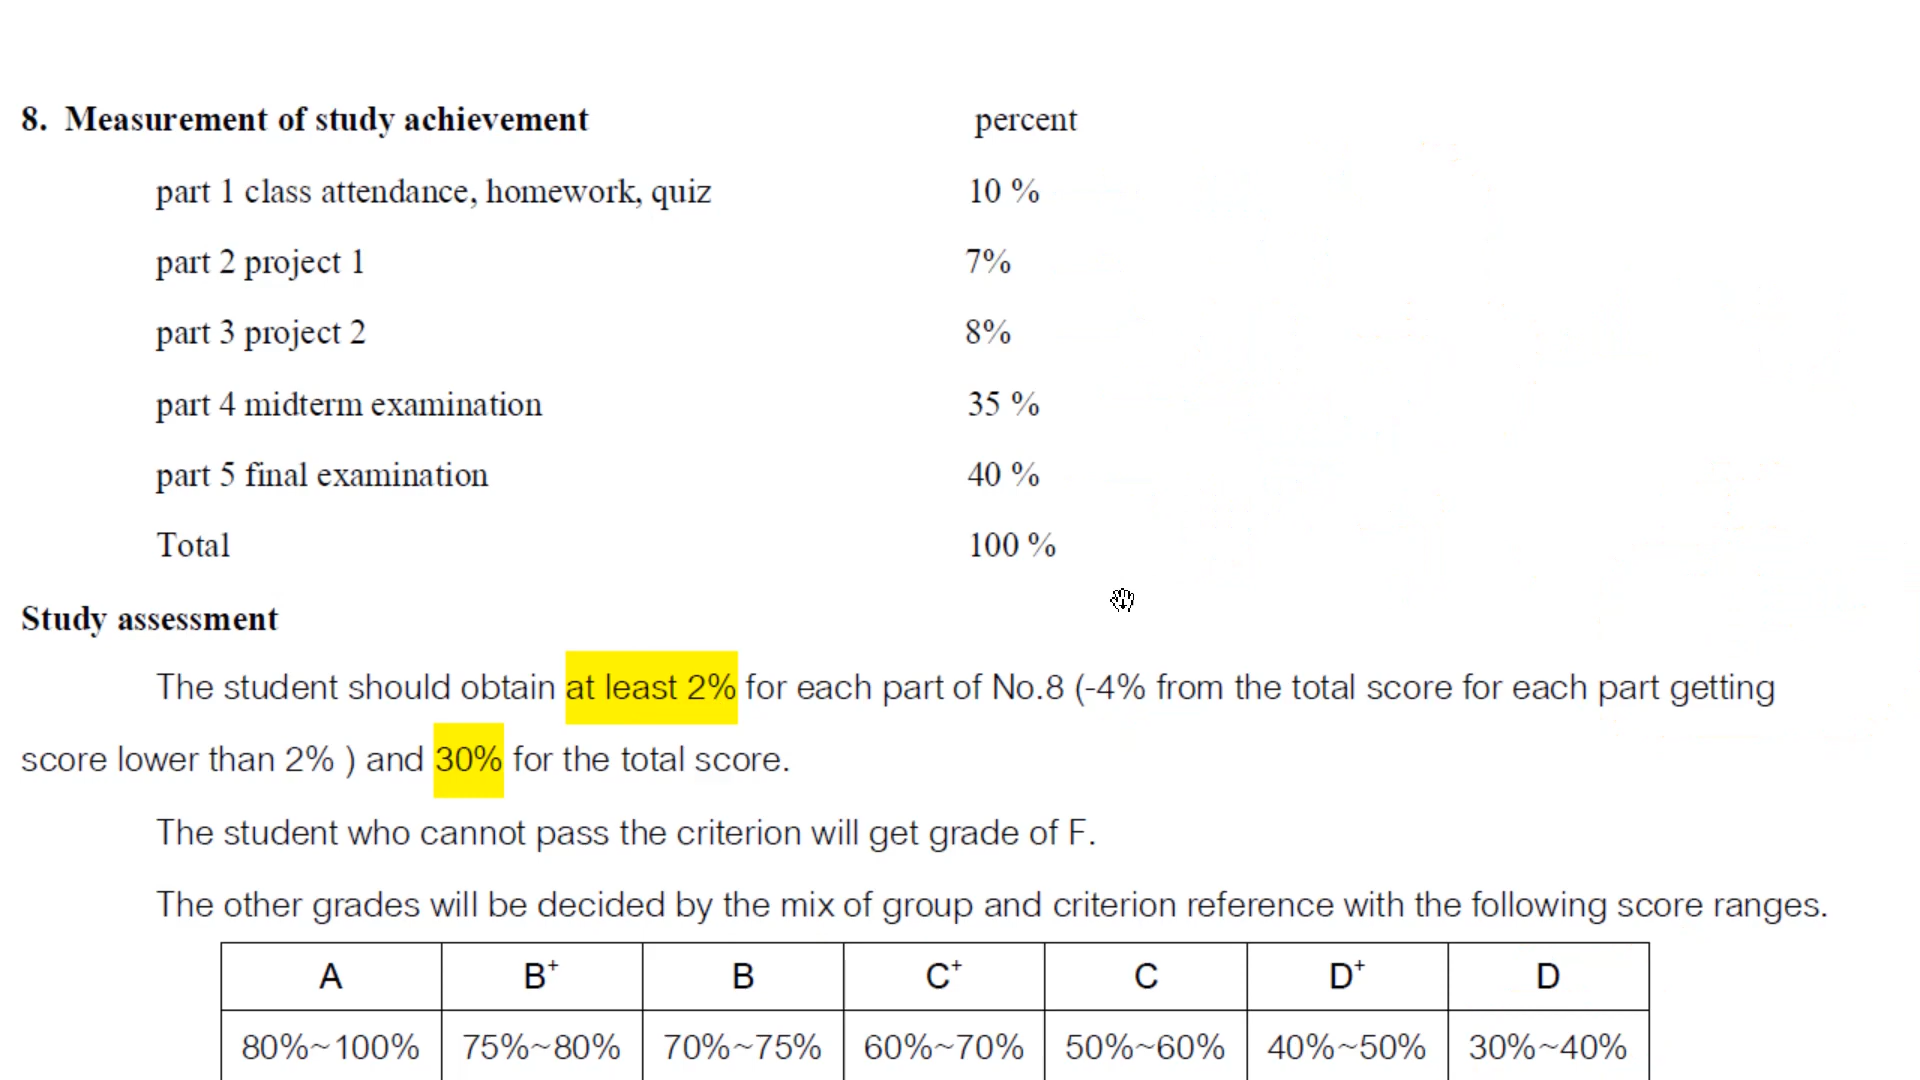 8. Measurement of study achievement percent
part 1 class attendance, homework, quiz 10 %
part 2 project 1 7%
part 3 project 2 8%
part 4 midterm examination 35 %
part 5 final examination 40 %
Total 100 %
Study assessment
The student should obtain at least 2% for each part of No.8 (-4% from the total score for each part getting
score lower than 2% ) and 30% for the total score.
The student who cannot pass the criterion will get grade of F.
The other grades will be decided by the mix of group and criterion reference with the following score ranges.
A B+ B C+ C D+ D
80%~100% 75%~80% 70%~75% 60%~70% 50%~60% 40%~50% 30%~40%